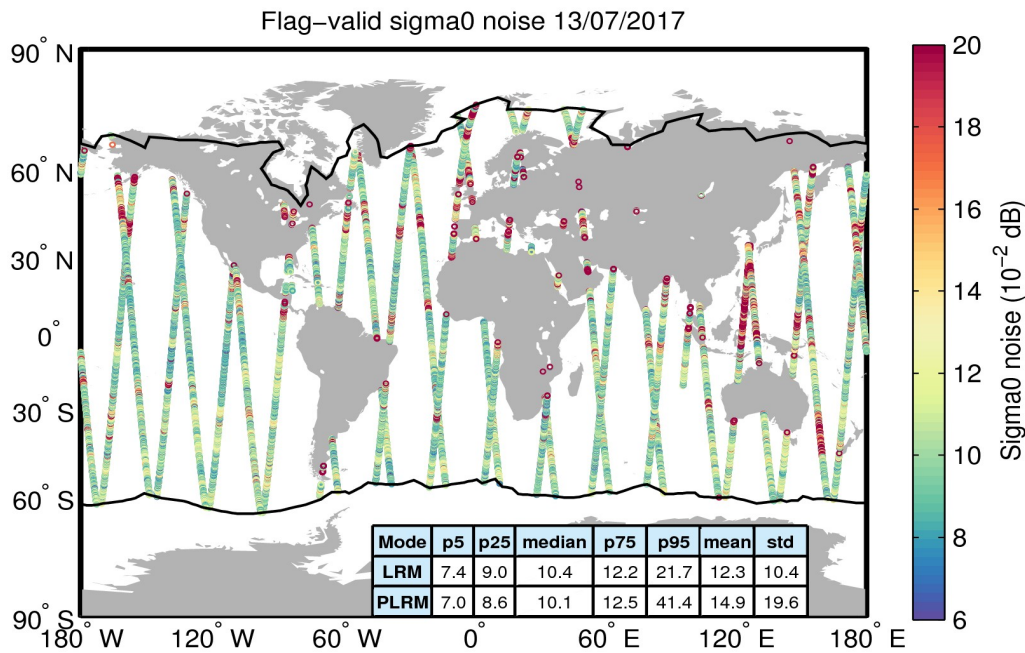 Flag−valid sigma0 noise 13/07/2017
90° N
60° N
30° N
0°
30° S
60° S
90° S
180° W
120° W
60° W
0°
60° E
120° E
180° E
Mode p5 p25 median p75 p95 mean std
LRM 7.4 9.0 10.4 12.2 21.7 12.3 10.4
PLRM 7.0 8.6 10.1 12.5 41.4 14.9 19.6
20
18
16
14
12
10
8
6
Sigma0 noise (10⁻² dB)